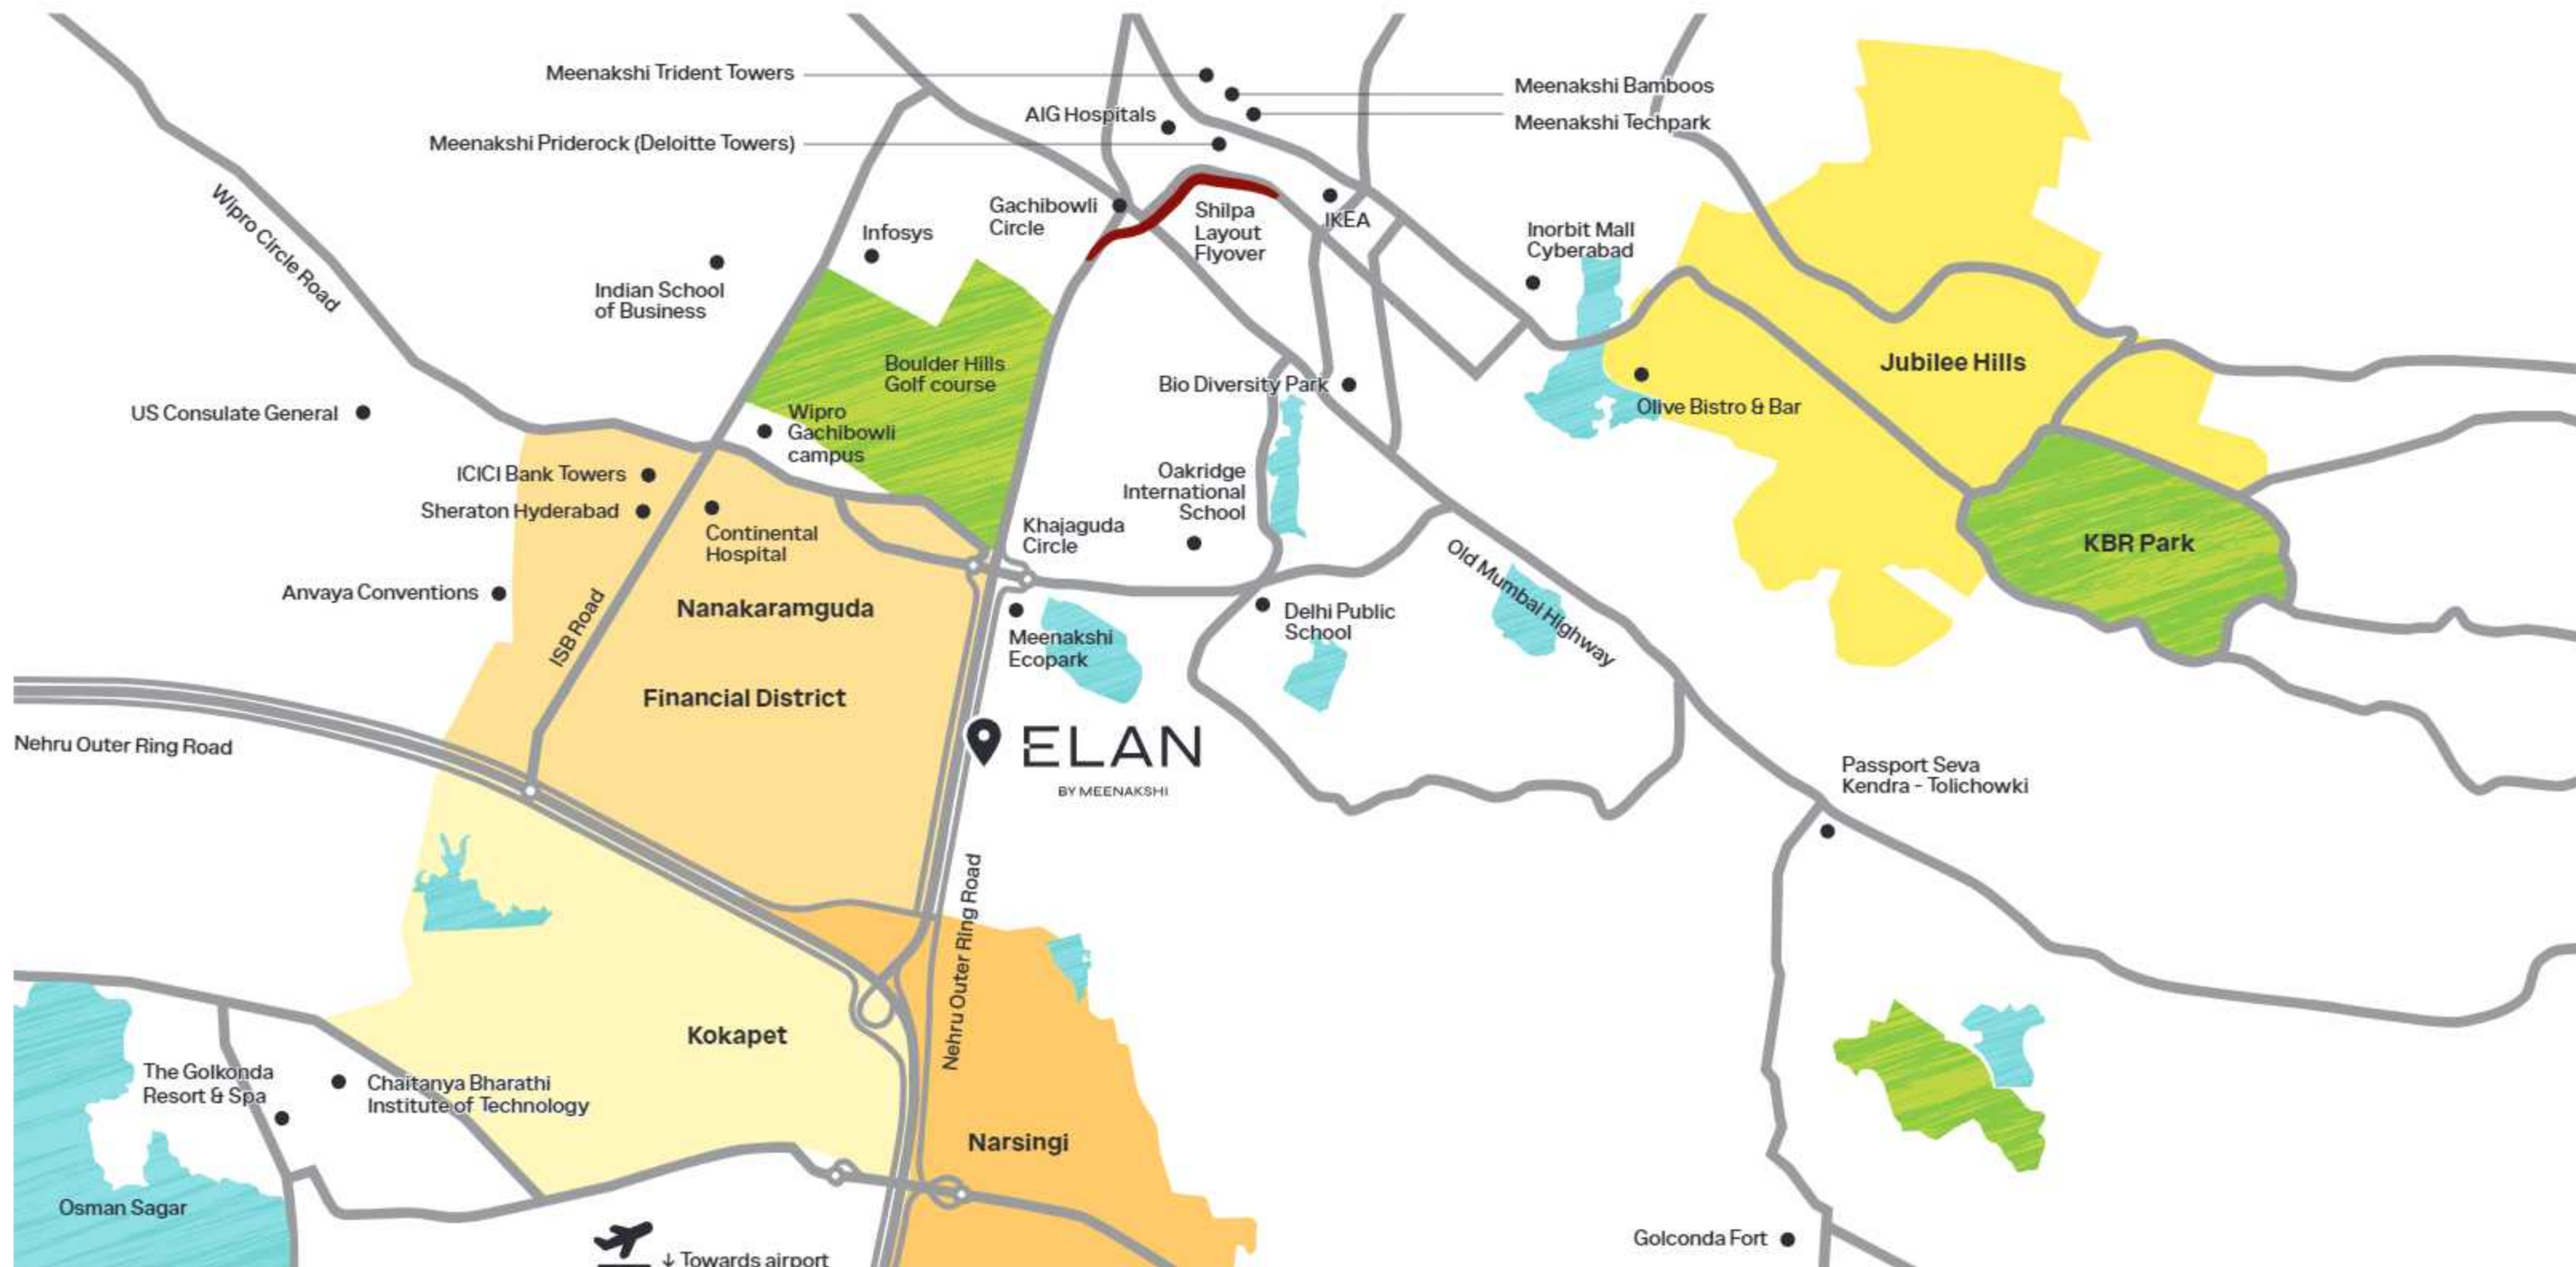 Meenakshi Trident Towers
Meenakshi Bamboos
AIG Hospitals
Meenakshi Techpark
Meenakshi Priderock (Deloitte Towers)
Wipro Circle Road
Gachibowli
Circle
Shilpa
Layout
Flyover
IKEA
Infosys
Inorbit Mall
Cyberabad
Indian School
of Business
Boulder Hills
Golf course
Jubilee Hills
Bio Diversity Park
Olive Bistro & Bar
US Consulate General
Wipro
Gachibowli
campus
ICICI Bank Towers
Sheraton Hyderabad
Continental
Hospital
Oakridge
International
School
Khajaguda
Circle
Old Mumbai Highway
KBR Park
Anvaya Conventions
ISB Road
Nanakaramguda
Meenakshi
Ecopark
Delhi Public
School
Financial District
Nehru Outer Ring Road
ELAN
BY MEENAKSHI
Passport Seva
Kendra - Tolichowki
Nehru Outer Ring Road
Kokapet
The Golkonda
Resort & Spa
Chaitanya Bharathi
Institute of Technology
Narsingi
Osman Sagar
↓ Towards airport
Golconda Fort